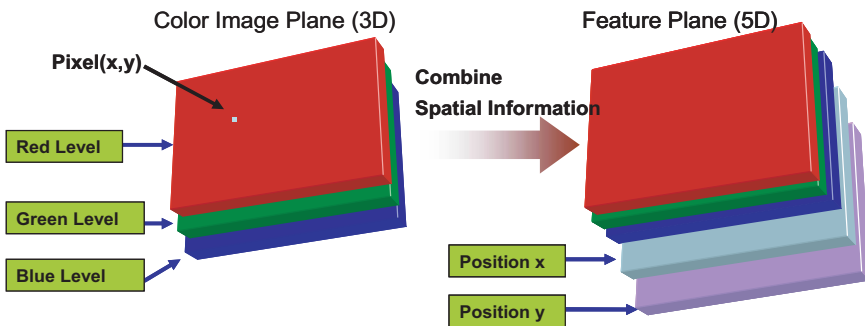 Color Image Plane (3D)
Feature Plane (5D)
Pixel(x,y)
Combine
Spatial Information
Red Level
Green Level
Blue Level
Position x
Position y